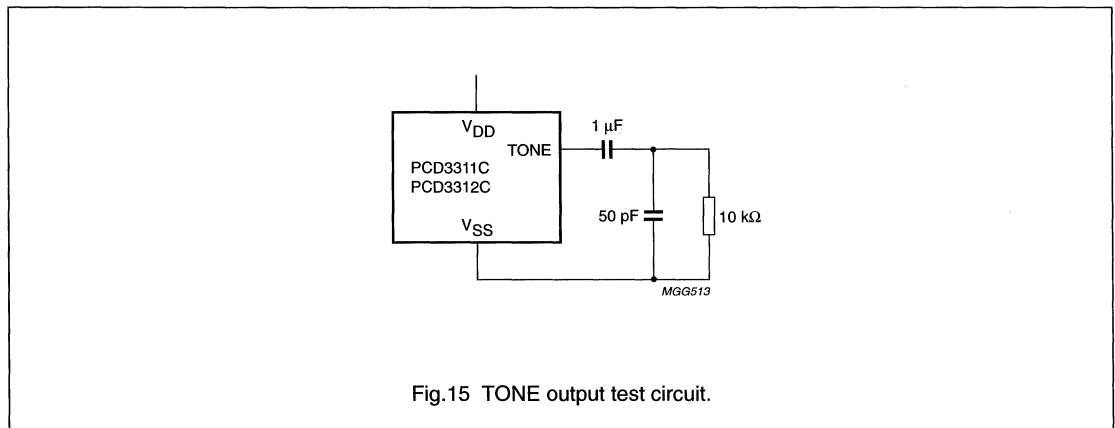 V_DD
1 μF
TONE
PCD3311C
PCD3312C
50 pF
10 kΩ
V_SS
MGG513
Fig.15 TONE output test circuit.